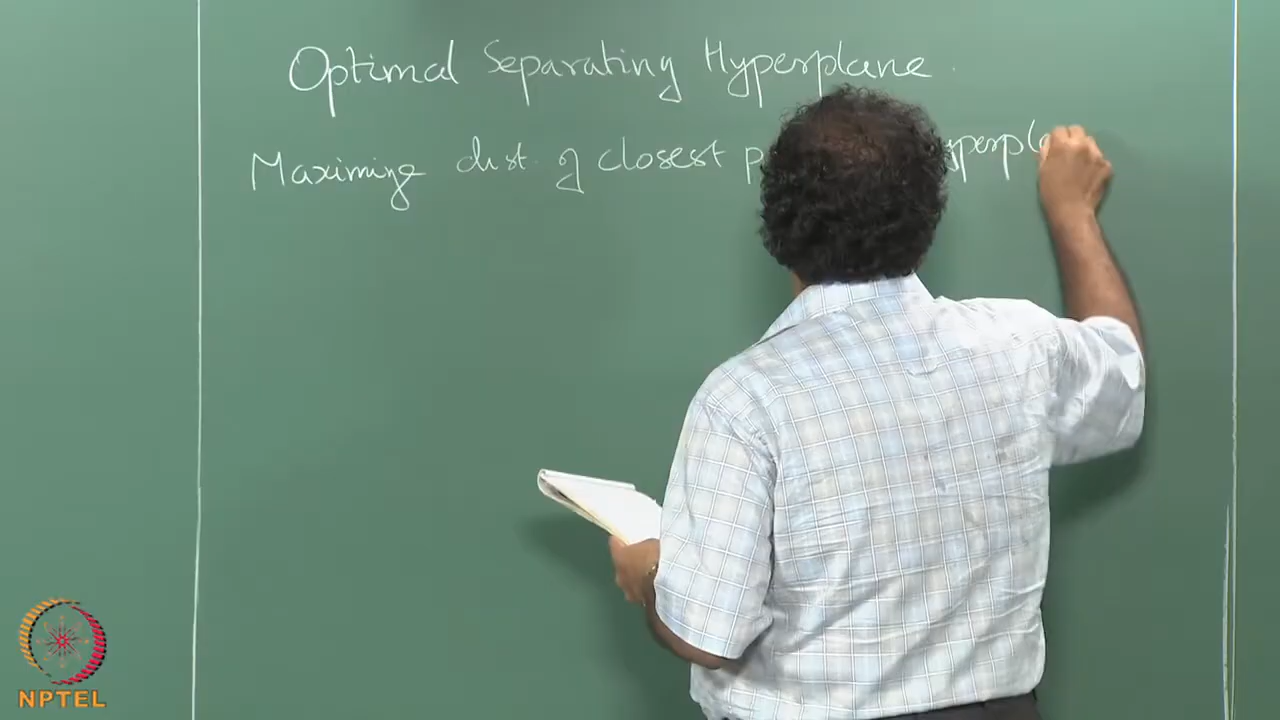 Optimal Separating Hyperplane.
Maximize dist. of closest
NPTEL